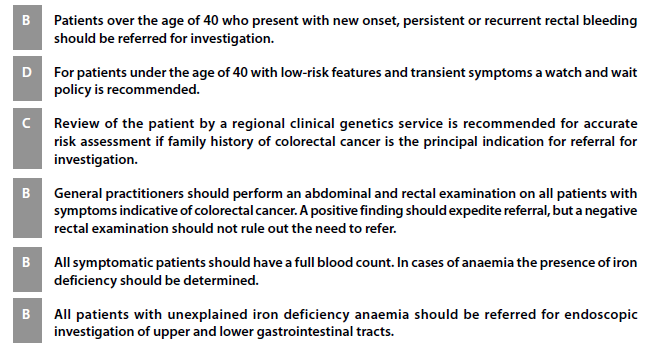 B Patients over the age of 40 who present with new onset, persistent or recurrent rectal bleeding
should be referred for investigation.
D For patients under the age of 40 with low-risk features and transient symptoms a watch and wait
policy is recommended.
C Review of the patient by a regional clinical genetics service is recommended for accurate
risk assessment if family history of colorectal cancer is the principal indication for referral for
investigation.
B General practitioners should perform an abdominal and rectal examination on all patients with
symptoms indicative of colorectal cancer. A positive finding should expedite referral, but a negative
rectal examination should not rule out the need to refer.
B All symptomatic patients should have a full blood count. In cases of anaemia the presence of iron
deficiency should be determined.
B All patients with unexplained iron deficiency anaemia should be referred for endoscopic
investigation of upper and lower gastrointestinal tracts.